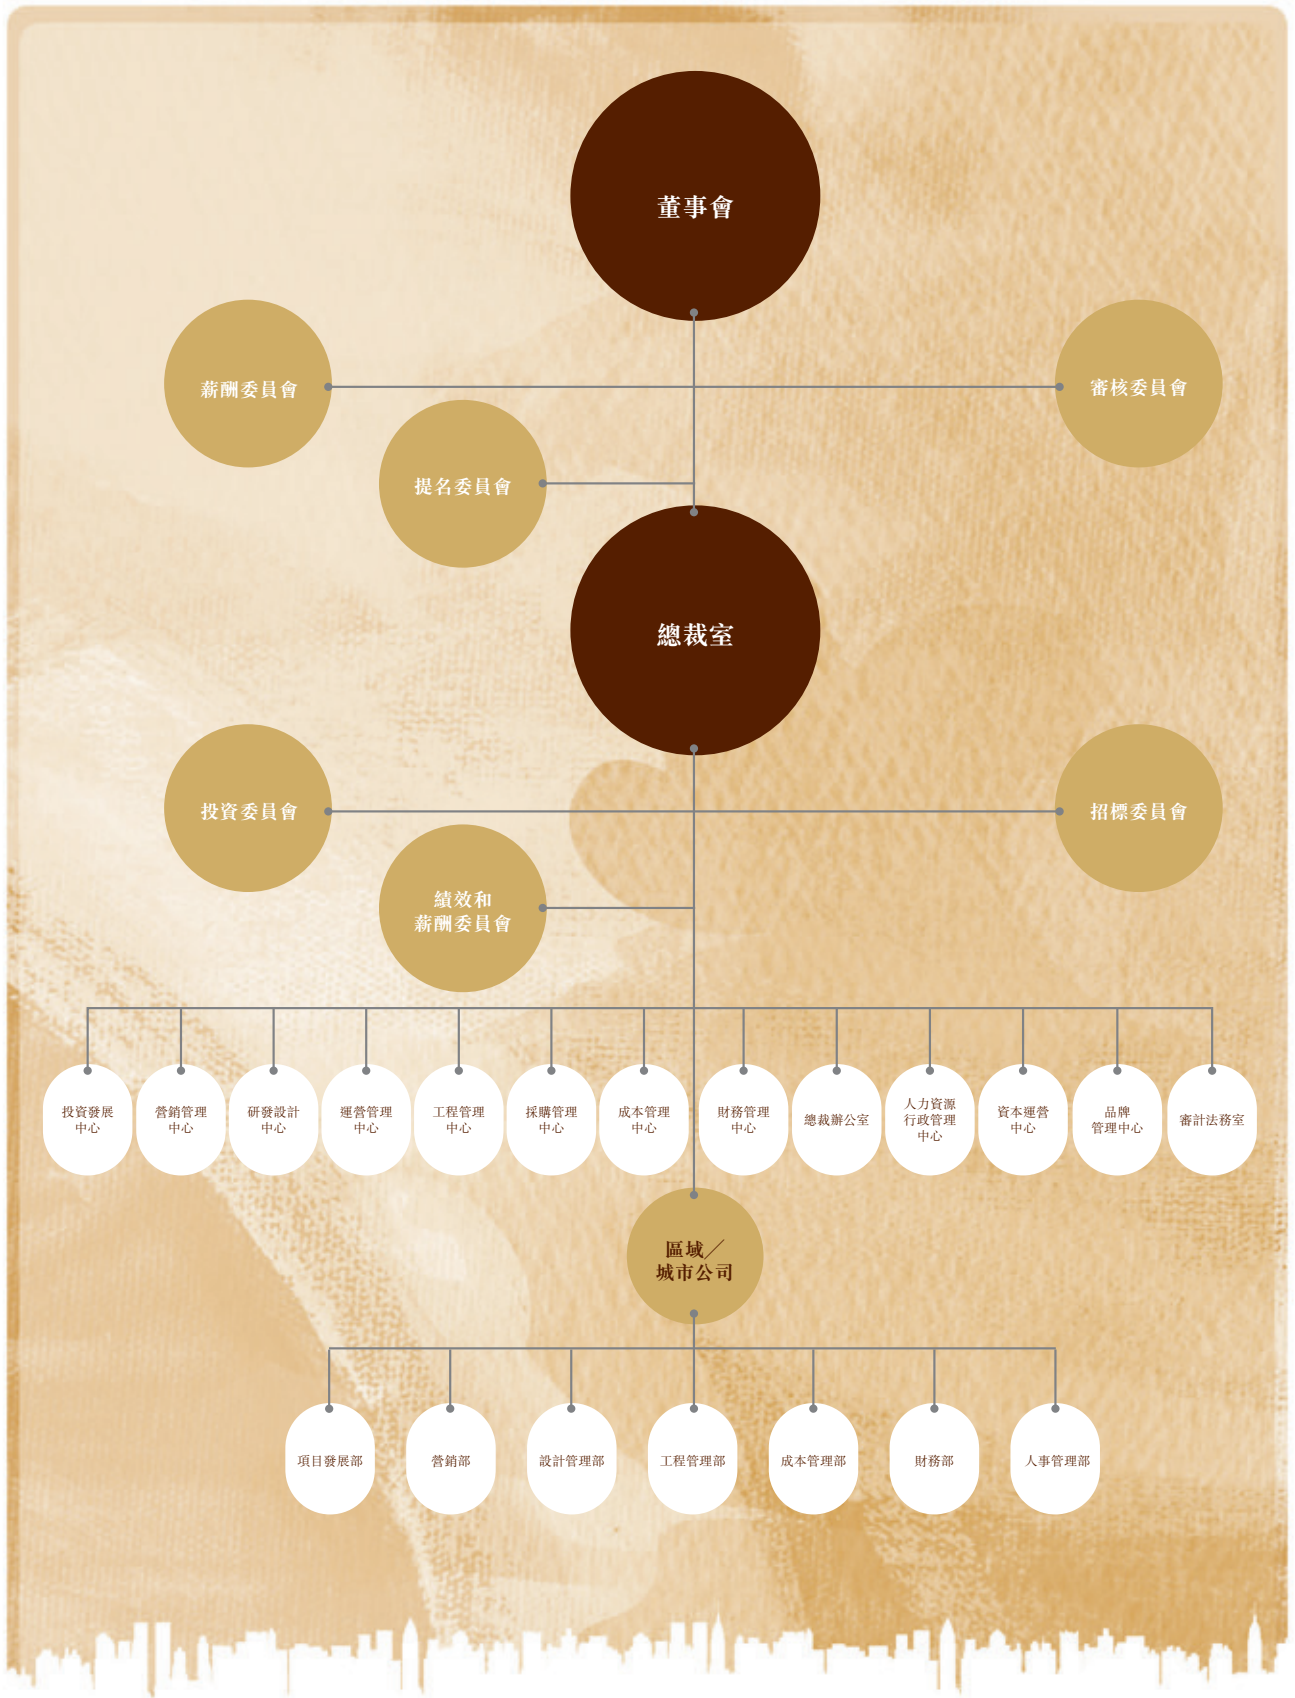 董事會
薪酬委員會
審核委員會
提名委員會
總裁室
投資委員會
招標委員會
績效和
薪酬委員會
投資發展
中心
營銷管理
中心
研發設計
中心
運營管理
中心
工程管理
中心
採購管理
中心
成本管理
中心
財務管理
中心
總裁辦公室
人力資源
行政管理
中心
資本運營
中心
品牌
管理中心
審計法務室
區域／
城市公司
項目發展部
營銷部
設計管理部
工程管理部
成本管理部
財務部
人事管理部